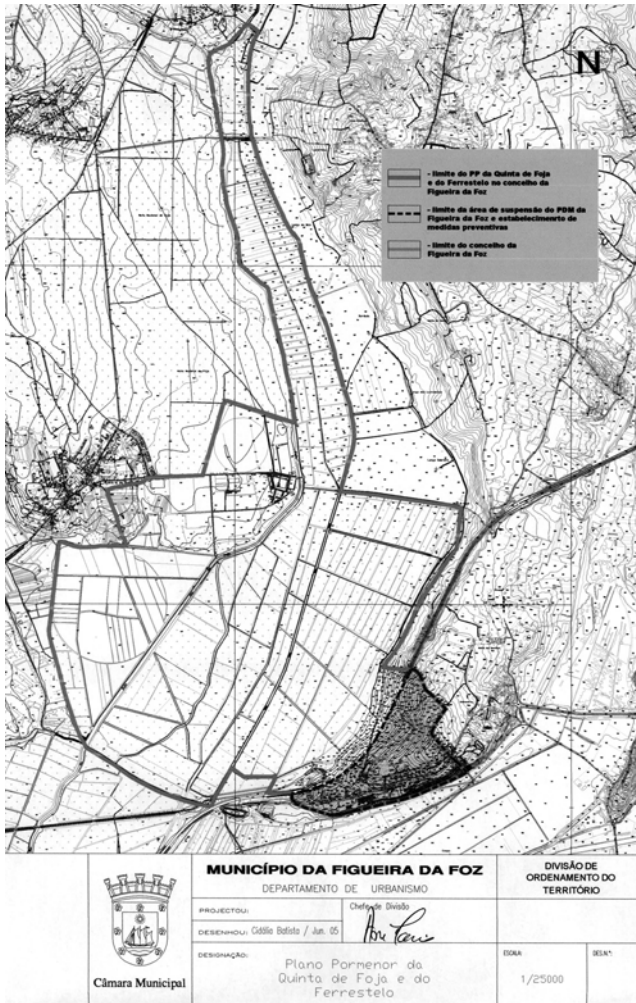 N
- limite do PP da Quinta de Foja
e do Ferrestelo no concelho da
Figueira da Foz
- limite da área de suspensão do PDM da
Figueira da Foz e estabelecimento de
medidas preventivas
- limite do concelho da
Figueira da Foz
Câmara Municipal
MUNICÍPIO DA FIGUEIRA DA FOZ
DEPARTAMENTO DE URBANISMO
PROJECTOU:
Chefe de Divisão
DESENHOU: Cidália Batista / Jun. 05
DESIGNAÇÃO:
Plano Pormenor da
Quinta de Foja e do
Ferrestelo
DIVISÃO DE
ORDENAMENTO DO
TERRITÓRIO
ESCALA:
1/25000
DES.Nº: